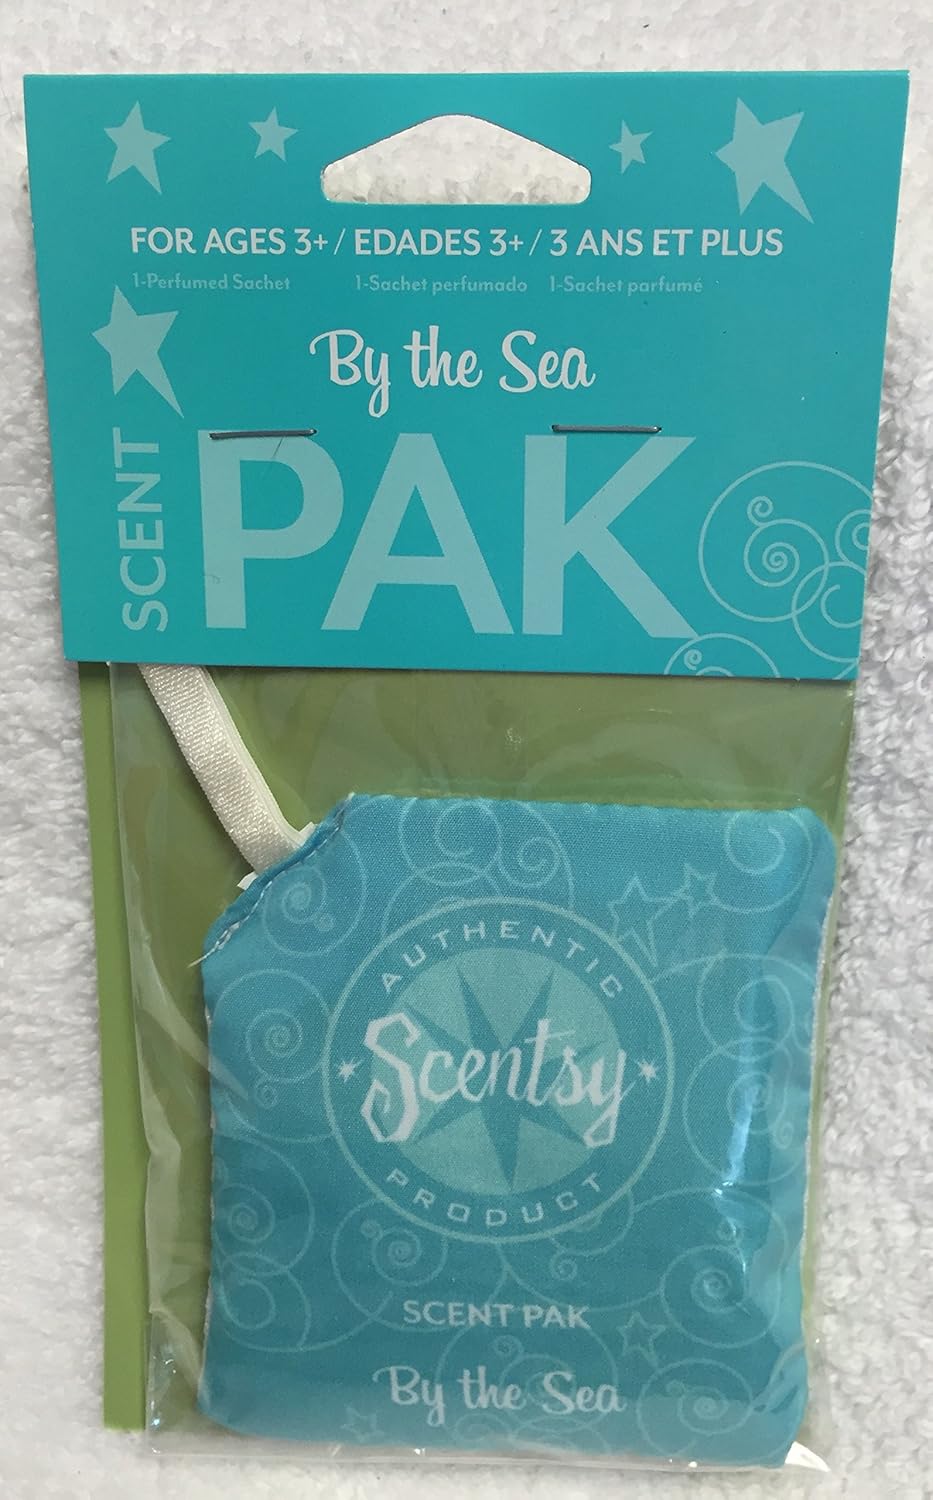 FOR AGES 3+ / EDADES 3+ / 3 ANS ET PLUS
1-Perfumed Sachet 1-Sachet perfumado 1-Sachet parfumé
By the Sea
SCENT
PAK
AUTHENTIC
Scentsy
PRODUCT
SCENT PAK
By the Sea